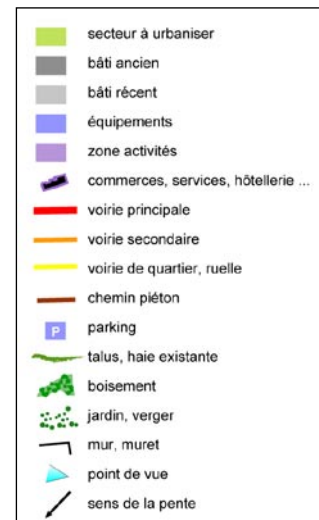 secteur à urbaniser
bâti ancien
bâti récent
équipements
zone activités
commerces, services, hôtellerie ...
voirie principale
voirie secondaire
voirie de quartier, ruelle
chemin piéton
P parking
talus, haie existante
boisement
jardin, verger
mur, muret
point de vue
sens de la pente